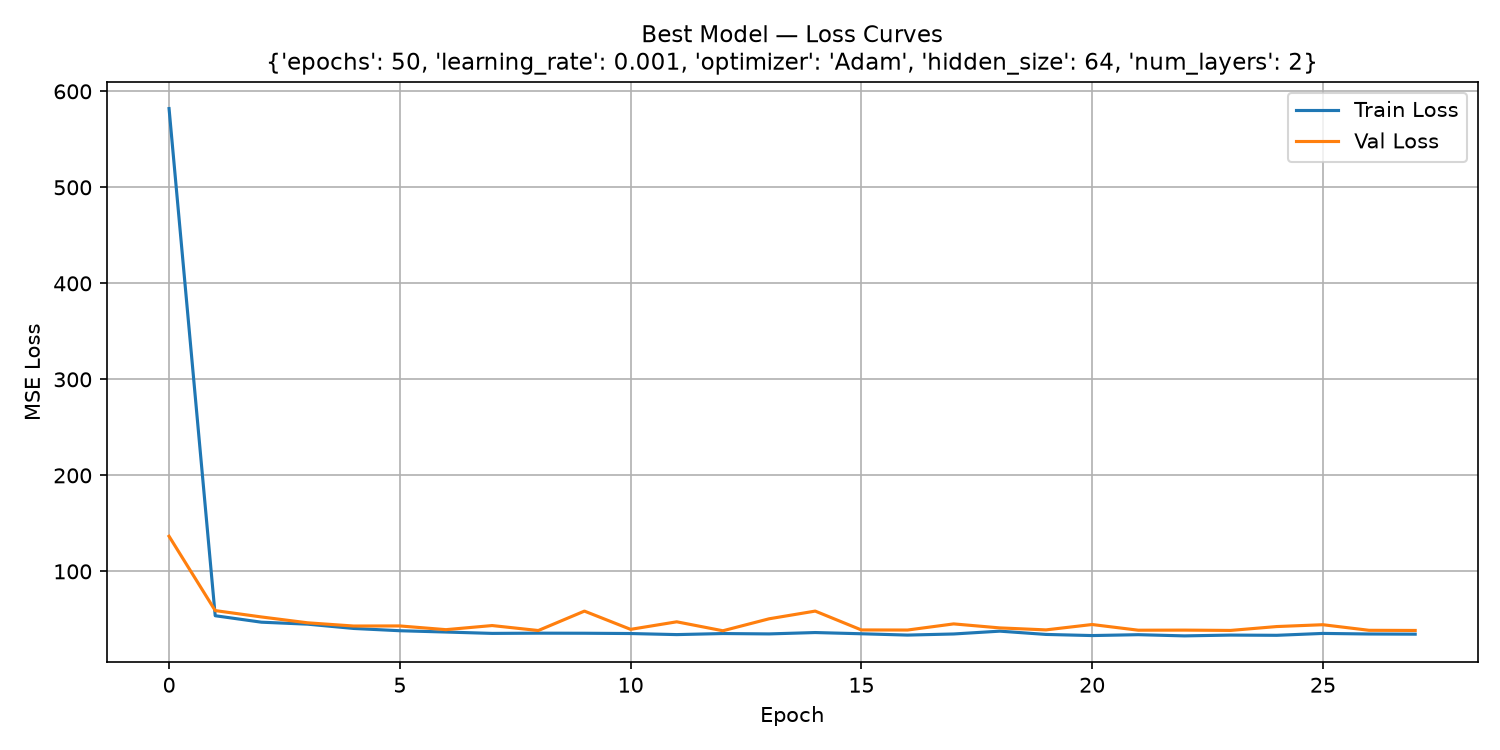 Best Model — Loss Curves
{'epochs': 50, 'learning_rate': 0.001, 'optimizer': 'Adam', 'hidden_size': 64, 'num_layers': 2}
Train Loss
Val Loss
600
500
400
300
200
100
MSE Loss
0 5 10 15 20 25
Epoch